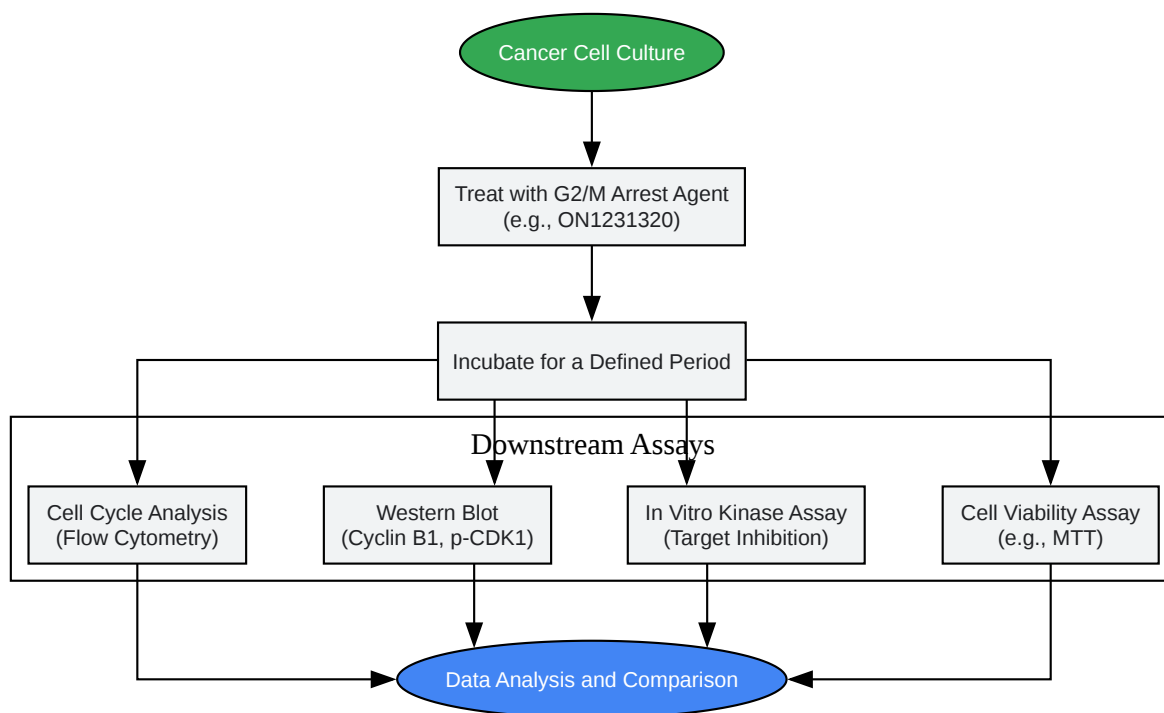 Cancer Cell Culture
Treat with G2/M Arrest Agent
(e.g., ON1231320)
Incubate for a Defined Period
Downstream Assays
Cell Cycle Analysis
(Flow Cytometry)
Western Blot
(Cyclin B1, p-CDK1)
In Vitro Kinase Assay
(Target Inhibition)
Cell Viability Assay
(e.g., MTT)
Data Analysis and Comparison